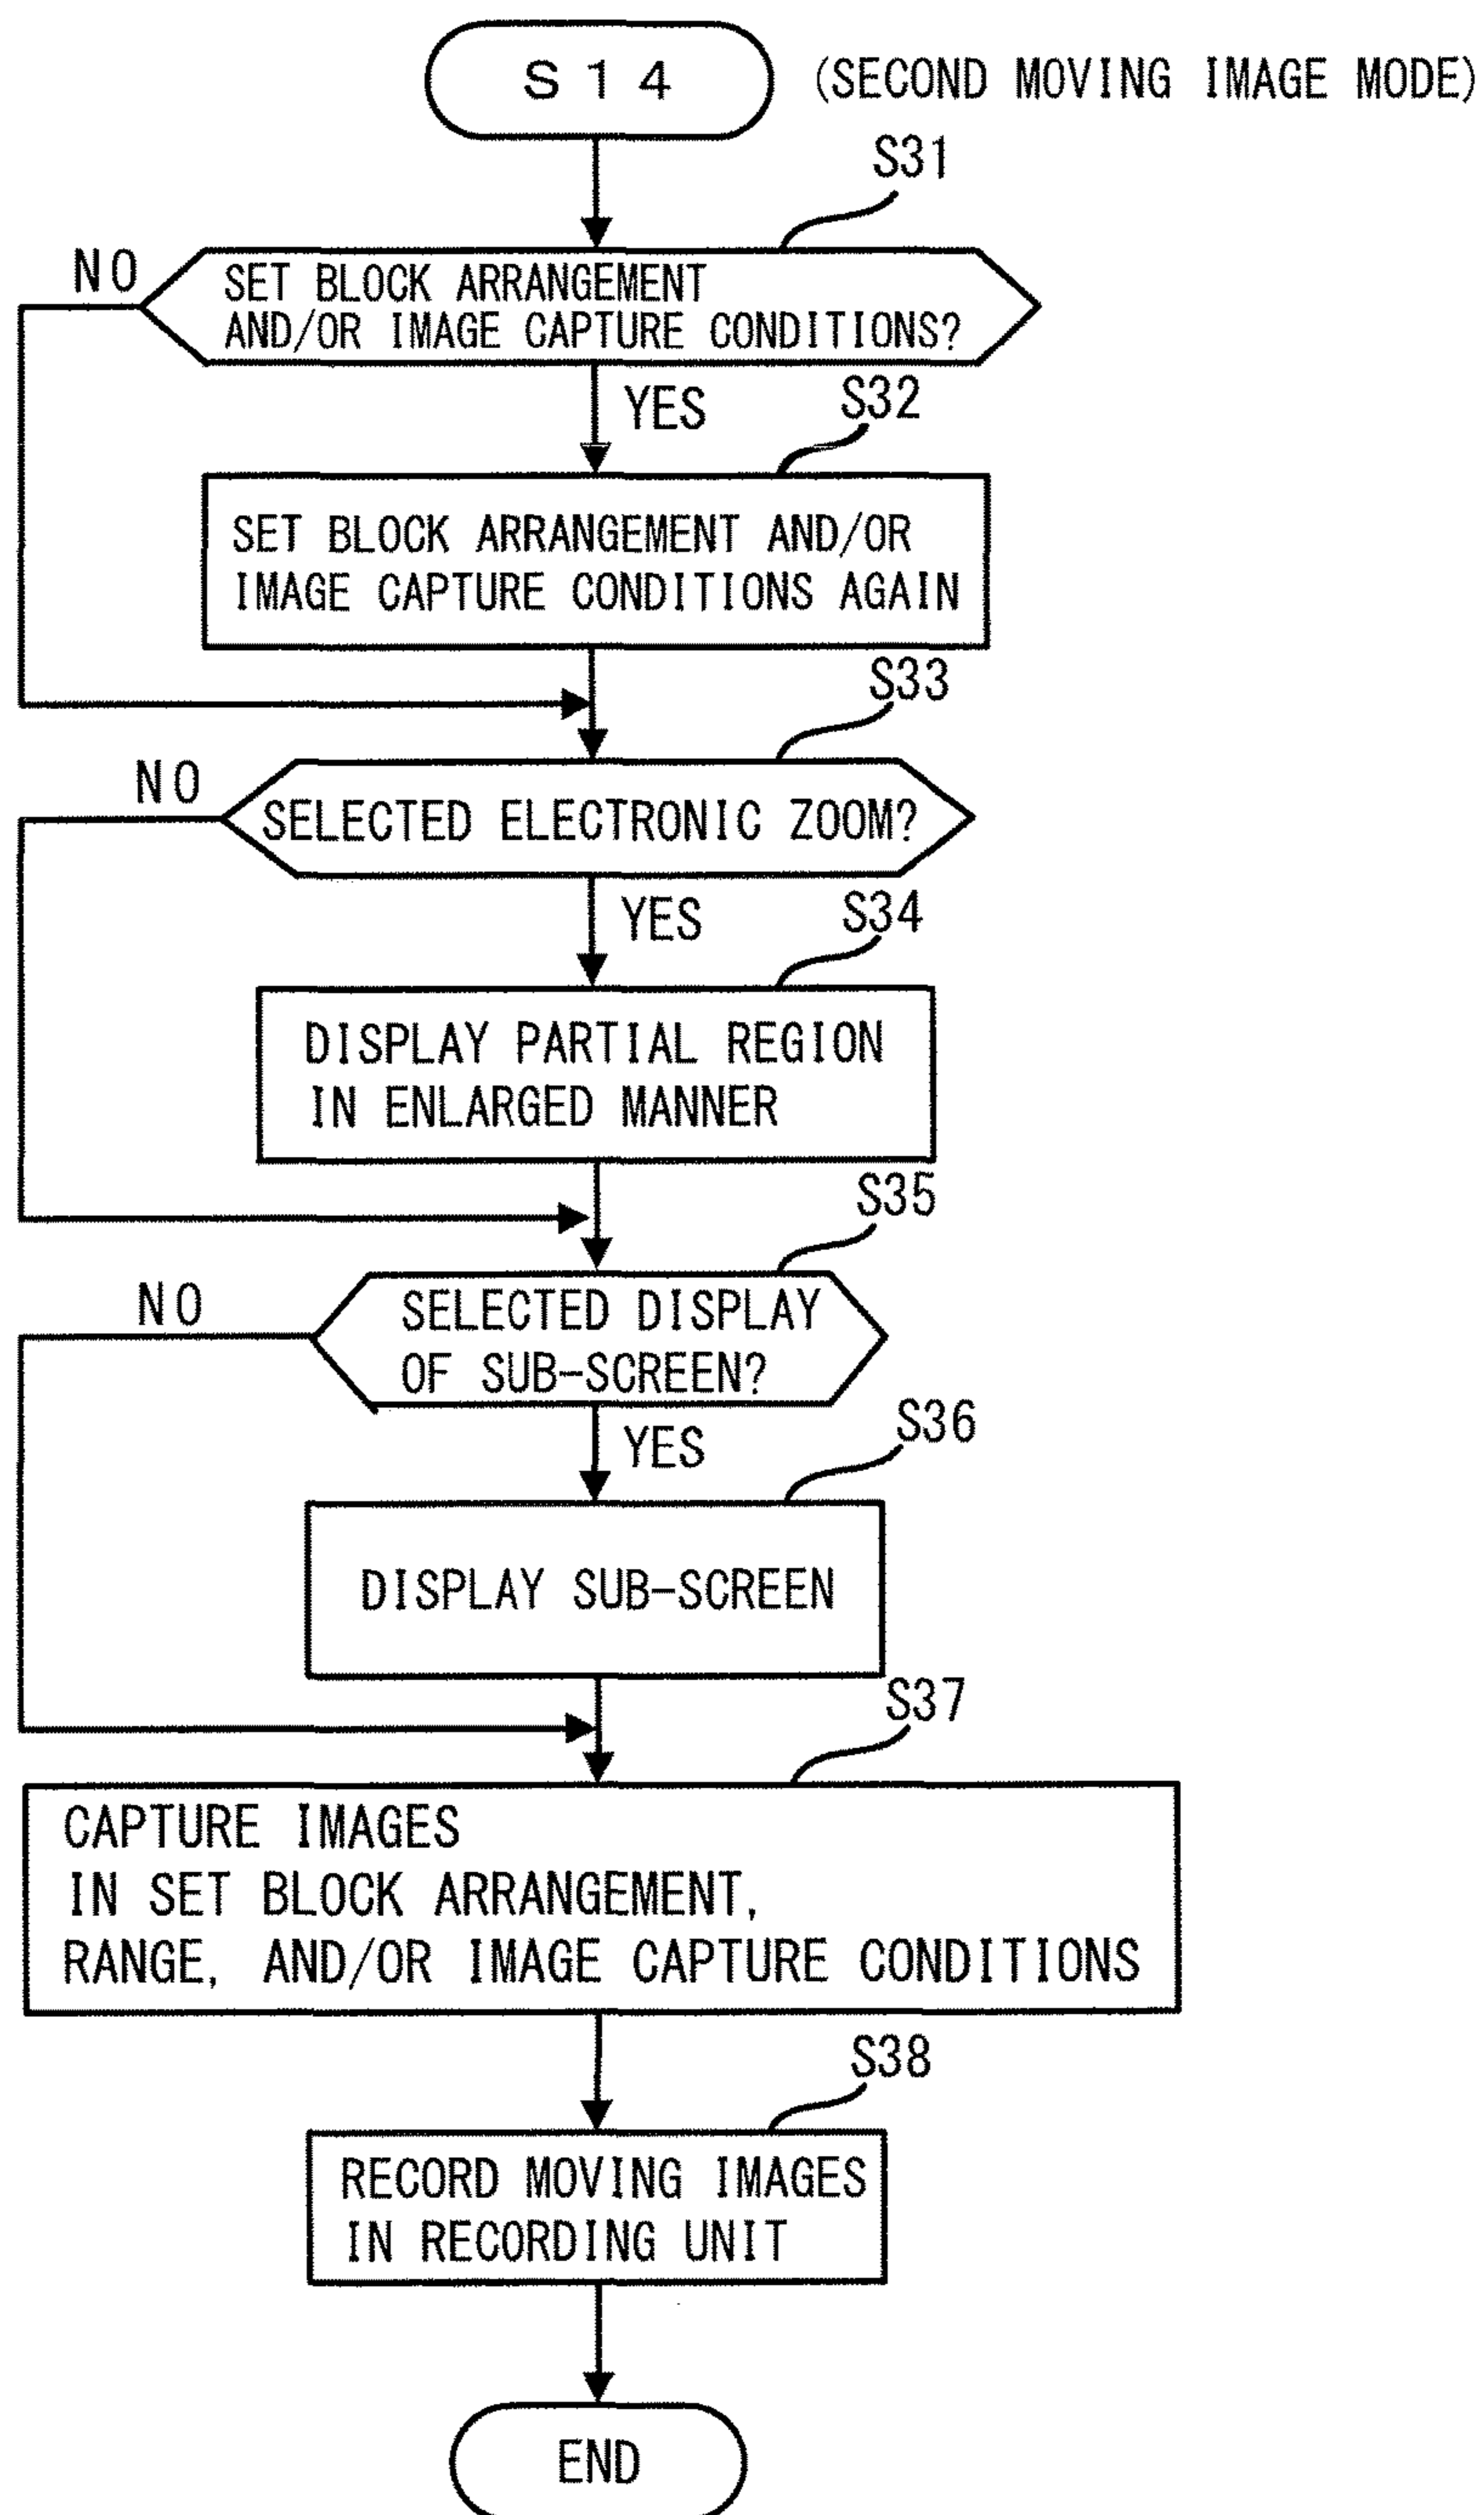 S14 (SECOND MOVING IMAGE MODE)
S31
NO
SET BLOCK ARRANGEMENT
AND/OR IMAGE CAPTURE CONDITIONS?
YES
S32
SET BLOCK ARRANGEMENT AND/OR
IMAGE CAPTURE CONDITIONS AGAIN
S33
NO
SELECTED ELECTRONIC ZOOM?
YES
S34
DISPLAY PARTIAL REGION
IN ENLARGED MANNER
S35
NO
SELECTED DISPLAY
OF SUB-SCREEN?
YES
S36
DISPLAY SUB-SCREEN
S37
CAPTURE IMAGES
IN SET BLOCK ARRANGEMENT,
RANGE, AND/OR IMAGE CAPTURE CONDITIONS
S38
RECORD MOVING IMAGES
IN RECORDING UNIT
END